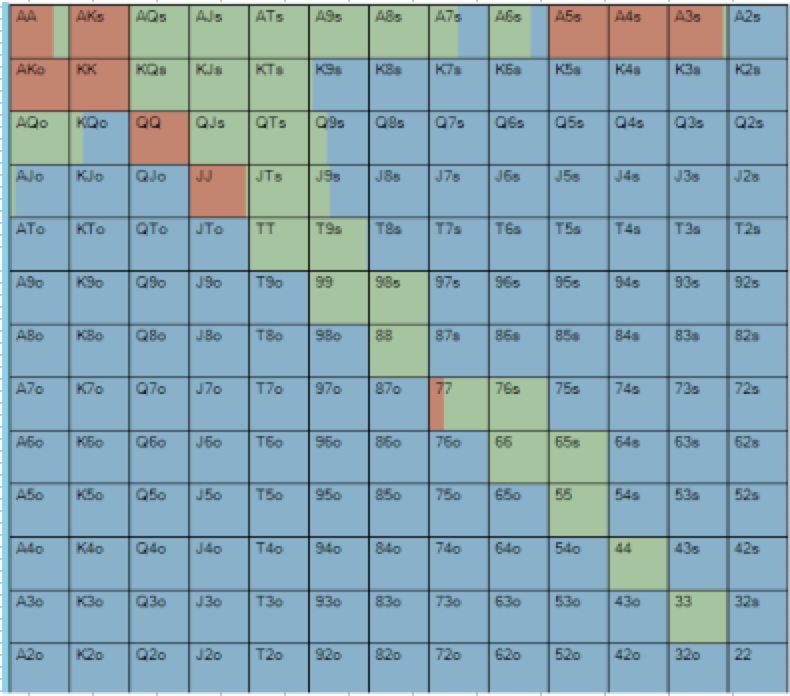 AA AKs AQs AJs ATs A9s A8s A7s A6s A5s A4s A3s A2s
AKo KK KQs KJs KTs K9s K8s K7s K6s K5s K4s K3s K2s
AQo KQo QQ QJs QTs Q9s Q8s Q7s Q6s Q5s Q4s Q3s Q2s
AJo KJo QJo JJ JTs J9s J8s J7s J6s J5s J4s J3s J2s
ATo KTo QTo JTo TT T9s T8s T7s T6s T5s T4s T3s T2s
A9o K9o Q9o J9o T9o 99 98s 97s 96s 95s 94s 93s 92s
A8o K8o Q8o J8o T8o 98o 88 87s 86s 85s 84s 83s 82s
A7o K7o Q7o J7o T7o 97o 87o 77 76s 75s 74s 73s 72s
A6o K6o Q6o J6o T6o 96o 86o 76o 66 65s 64s 63s 62s
A5o K5o Q5o J5o T5o 95o 85o 75o 65o 55 54s 53s 52s
A4o K4o Q4o J4o T4o 94o 84o 74o 64o 54o 44 43s 42s
A3o K3o Q3o J3o T3o 93o 83o 73o 63o 53o 43o 33 32s
A2o K2o Q2o J2o T2o 92o 82o 72o 62o 52o 42o 32o 22